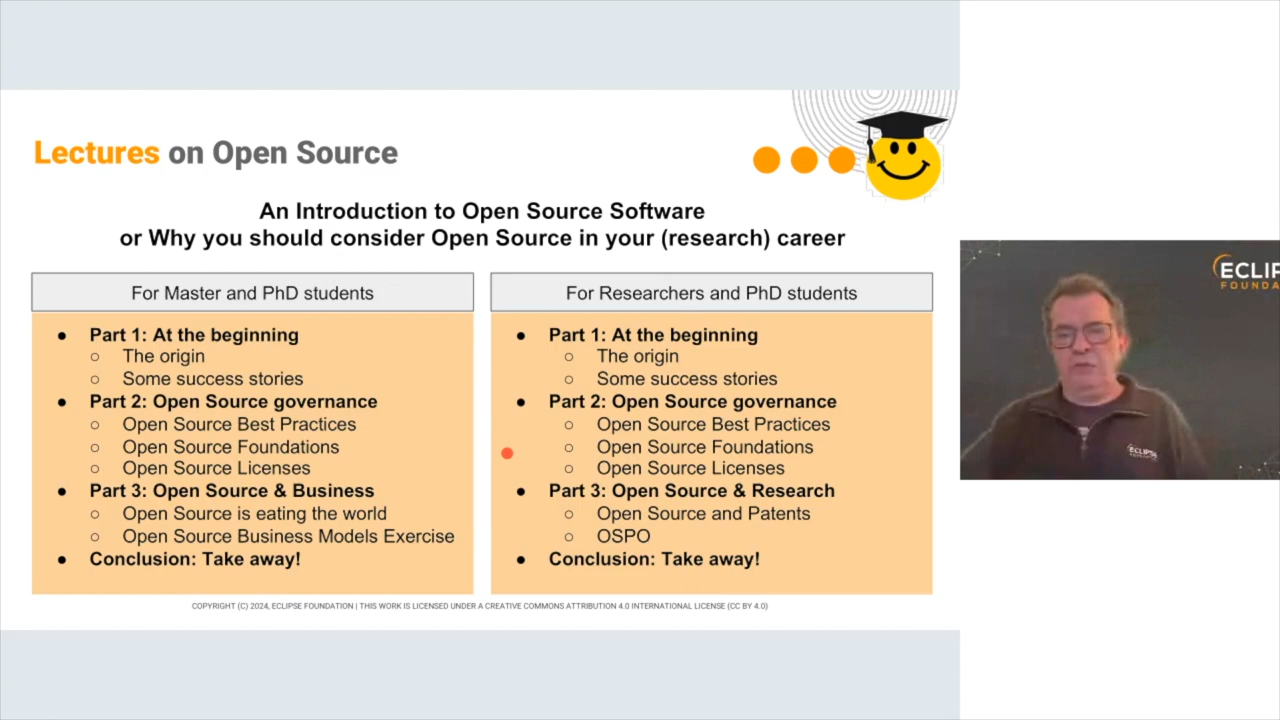 Lectures on Open Source
An Introduction to Open Source Software
or Why you should consider Open Source in your (research) career
For Master and PhD students
● Part 1: At the beginning
○ The origin
○ Some success stories
● Part 2: Open Source governance
○ Open Source Best Practices
○ Open Source Foundations
○ Open Source Licenses
● Part 3: Open Source & Business
○ Open Source is eating the world
○ Open Source Business Models Exercise
● Conclusion: Take away!
For Researchers and PhD students
● Part 1: At the beginning
○ The origin
○ Some success stories
● Part 2: Open Source governance
○ Open Source Best Practices
○ Open Source Foundations
○ Open Source Licenses
● Part 3: Open Source & Research
○ Open Source and Patents
○ OSPO
● Conclusion: Take away!
COPYRIGHT (C) 2024, ECLIPSE FOUNDATION | THIS WORK IS LICENSED UNDER A CREATIVE COMMONS ATTRIBUTION 4.0 INTERNATIONAL LICENSE (CC BY 4.0)
ECLIP
FOUNDA
ECLIPSE